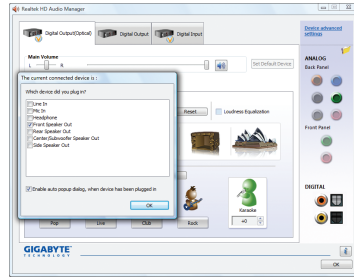 Realtek HD Audio Manager
Digital Output(Optical)
Digital Output
Digital Input
Device advanced
settings
Main Volume
L
R
Set Default Device
ANALOG
Back Panel
The current connected device is :
Which device did you plug in?
Line In
Mic In
Headphone
Front Speaker Out
Rear Speaker Out
Center/Subwoofer Speaker Out
Side Speaker Out
Enable auto popup dialog, when device has been plugged in
OK
Reset
Loudness Equalization
Front Panel
DIGITAL
Karaoke
+0
Pop
Live
Club
Rock
GIGABYTE
TECHNOLOGY
OK